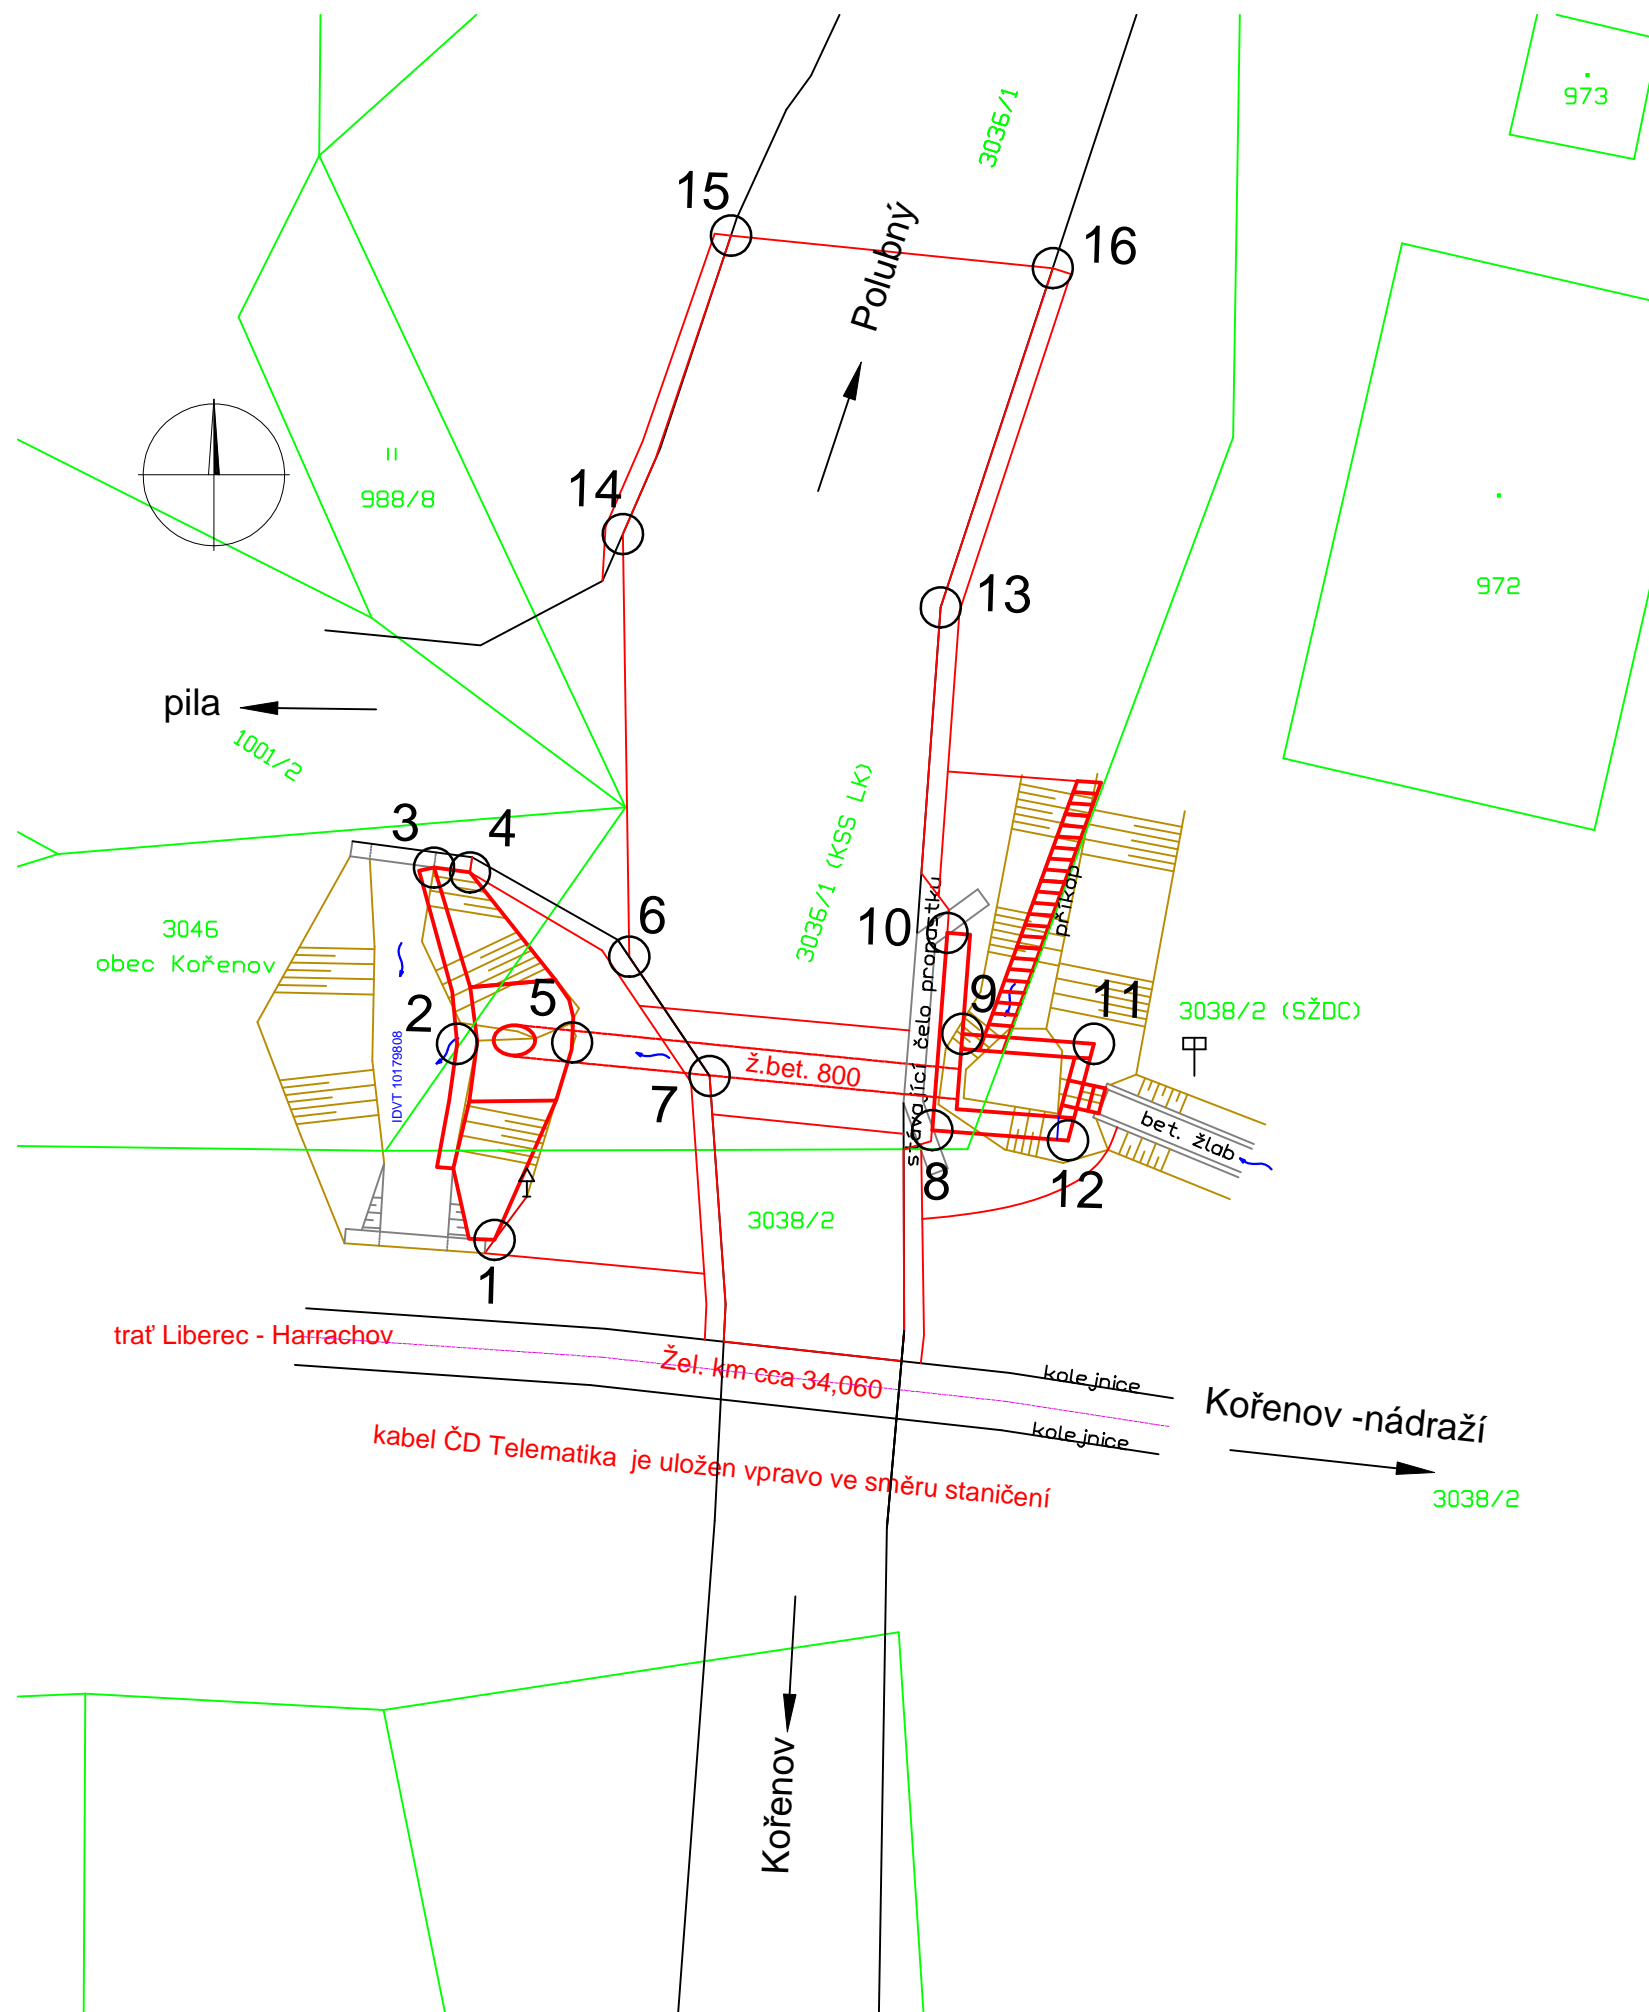 973
3036/1
15
16
Polubný
14
988/8
13
972
pila
1001/2
3
4
3036/1 (KSS LK)
příkop
3046
obec Kořenov
6
10
stávající čelo propustku
5
2
9
11
3038/2 (SŽDC)
IDVT 10179808
ž.bet. 800
7
bet. žlab
8
12
3038/2
1
trať Liberec - Harrachov
Žel. km cca 34,060
kolejnice
Kořenov -nádraží
kolejnice
kabel ČD Telematika je uložen vpravo ve směru staničení
3038/2
Kořenov